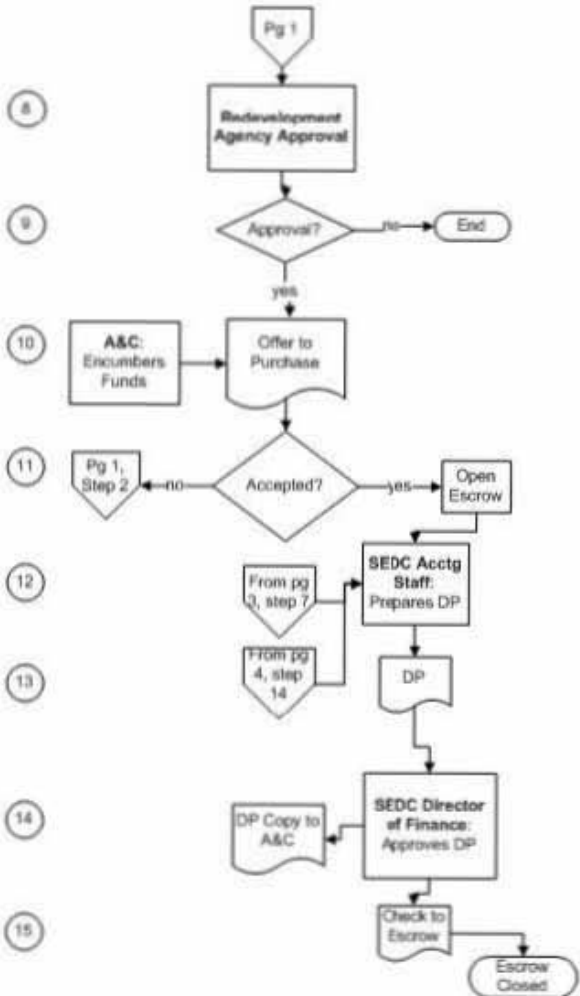 Pg 1
8
Redevelopment
Agency Approval
9
Approval?
no
End
yes
10
A&C:
Encumbers
Funds
Offer to
Purchase
11
Pg 1,
Step 2
no
Accepted?
yes
Open
Escrow
12
From pg
3, step 7
SEDC Acctg
Staff:
Prepares DP
13
From pg
4, step
14
DP
14
DP Copy to
A&C
SEDC Director
of Finance:
Approves DP
15
Check to
Escrow
Escrow
Closed